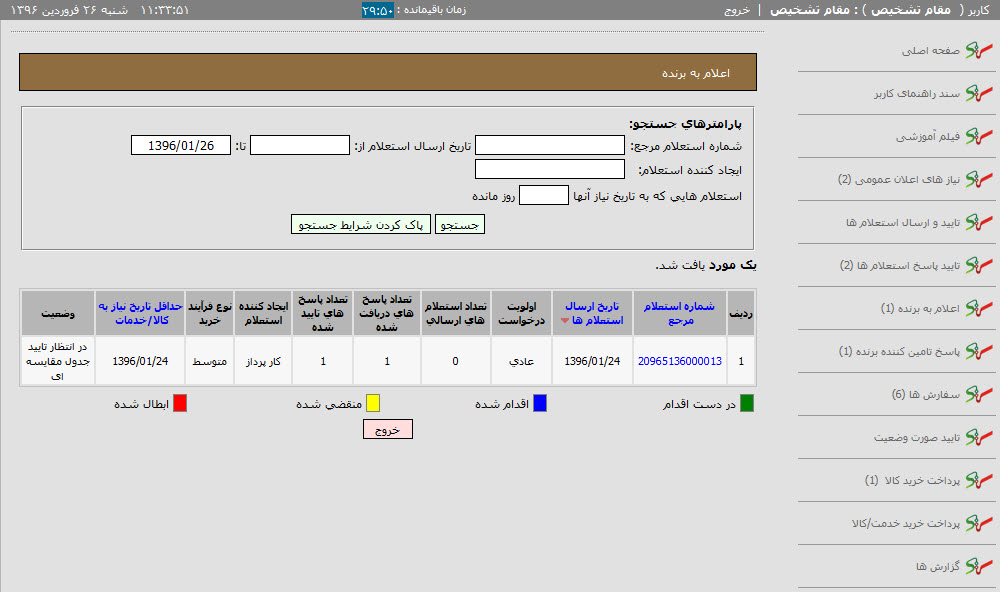 کاربر ( مقام تشخیص ) : مقام تشخیص | خروج
زمان باقیمانده : ۲۹:۵۰
۱۱:۳۳:۵۱ شنبه ۲۶ فروردین ۱۳۹۶
صفحه اصلی
سند راهنمای کاربر
فیلم آموزشی
نیاز های اعلان عمومی (2)
تایید و ارسال استعلام ها
تایید پاسخ استعلام ها (2)
اعلام به برنده (1)
پاسخ تامین کننده برنده (1)
سفارش ها (6)
تایید صورت وضعیت
پرداخت خرید کالا (1)
پرداخت خرید خدمت/کالا
گزارش ها
اعلام به برنده
پارامترهاي جستجو:
شماره استعلام مرجع: تاریخ ارسال استعلام از: تا: 1396/01/26
ایجاد کننده استعلام:
استعلام هایي که به تاریخ نیاز آنها روز مانده
جستجو پاک کردن شرایط جستجو
یک مورد یافت شد.
ردیف
شماره استعلام مرجع
تاریخ ارسال استعلام ها
اولویت درخواست
تعداد استعلام هاي ارسالي
تعداد پاسخ هاي دریافت شده
تعداد پاسخ هاي تایید شده
ایجاد کننده استعلام
نوع فرآیند خرید
حداقل تاریخ نیاز به کالا/خدمات
وضعیت
1
20965136000013
1396/01/24
عادي
0
1
1
کار پرداز
متوسط
1396/01/24
در انتظار تایید جدول مقایسه ای
در دست اقدام
اقدام شده
منقضي شده
ابطال شده
خروج